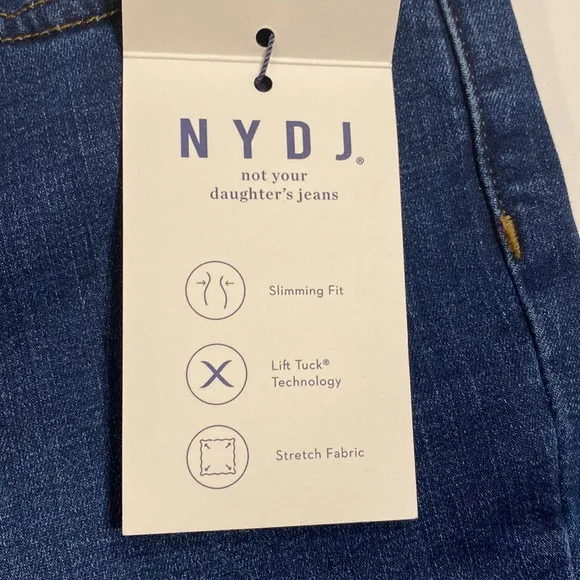 NYDJ®
not your
daughter's jeans
Slimming Fit
Lift Tuck®
Technology
Stretch Fabric